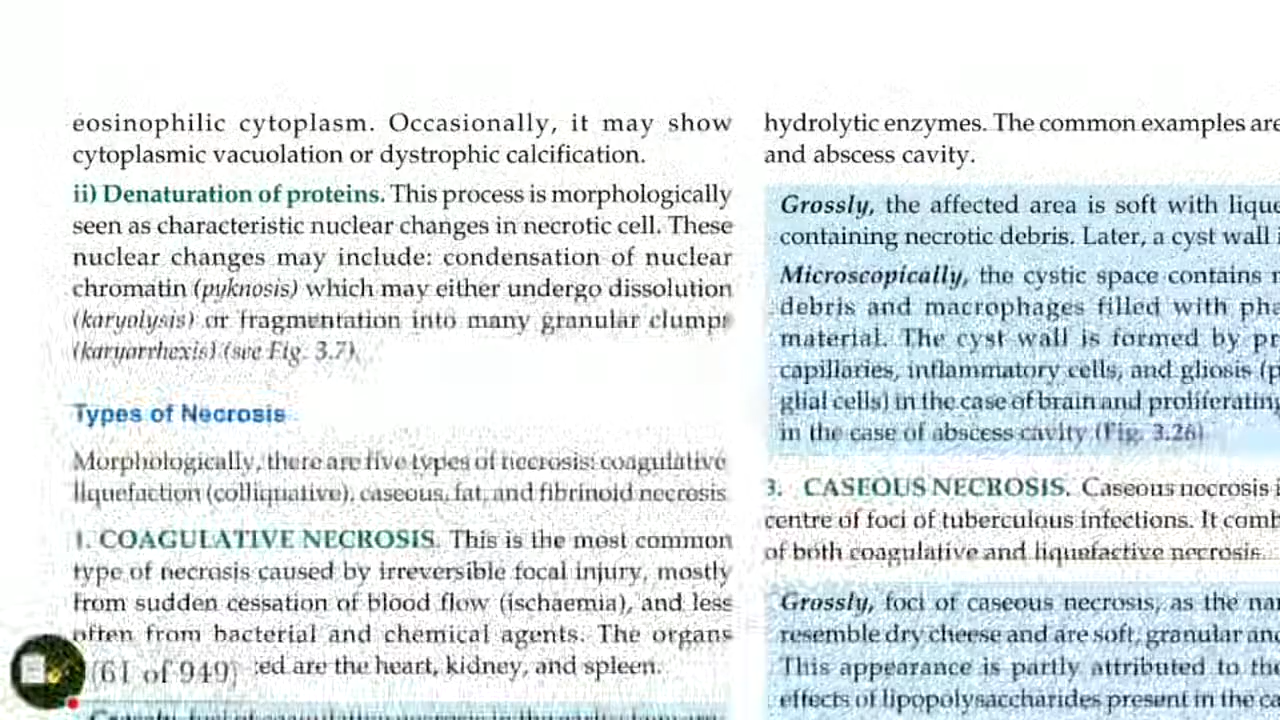 eosinophilic cytoplasm. Occasionally, it may show
cytoplasmic vacuolation or dystrophic calcification.
ii) Denaturation of proteins. This process is morphologically
seen as characteristic nuclear changes in necrotic cell. These
nuclear changes may include: condensation of nuclear
chromatin (pyknosis) which may either undergo dissolution
(karyolysis) or fragmentation into many granular clumps
(karyorrhexis) (see Fig. 3.7).
Types of Necrosis
Morphologically, there are five types of necrosis: coagulative
liquefaction (colliquative), caseous, fat, and fibrinoid necrosis
1. COAGULATIVE NECROSIS. This is the most common
type of necrosis caused by irreversible focal injury, mostly
from sudden cessation of blood flow (ischaemia), and less
often from bacterial and chemical agents. The organs
(61 of 949) ed are the heart, kidney, and spleen.
hydrolytic enzymes. The common examples are
and abscess cavity.
Grossly, the affected area is soft with lique
containing necrotic debris. Later, a cyst wall i
Microscopically, the cystic space contains
debris and macrophages filled with pha
material. The cyst wall is formed by pr
capillaries, inflammatory cells, and gliosis (p
glial cells) in the case of brain and proliferating
in the case of abscess cavity (Fig. 3.26)
3. CASEOUS NECROSIS. Caseous necrosis i
centre of foci of tuberculous infections. It comb
of both coagulative and liquefactive necrosis.
Grossly, foci of caseous necrosis, as the na
resemble dry cheese and are soft, granular an
This appearance is partly attributed to the
effects of lipopolysaccharides present in the ca